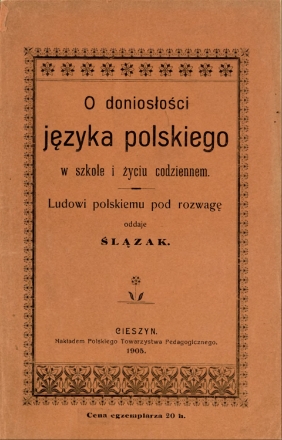 O doniosłości
języka polskiego
w szkole i życiu codziennem.
Ludowi polskiemu pod rozwagę
oddaje
ŚLĄZAK.
CIESZYN.
Nakładem Polskiego Towarzystwa Pedagogicznego.
1905.
Cena egzemplarza 20 h.